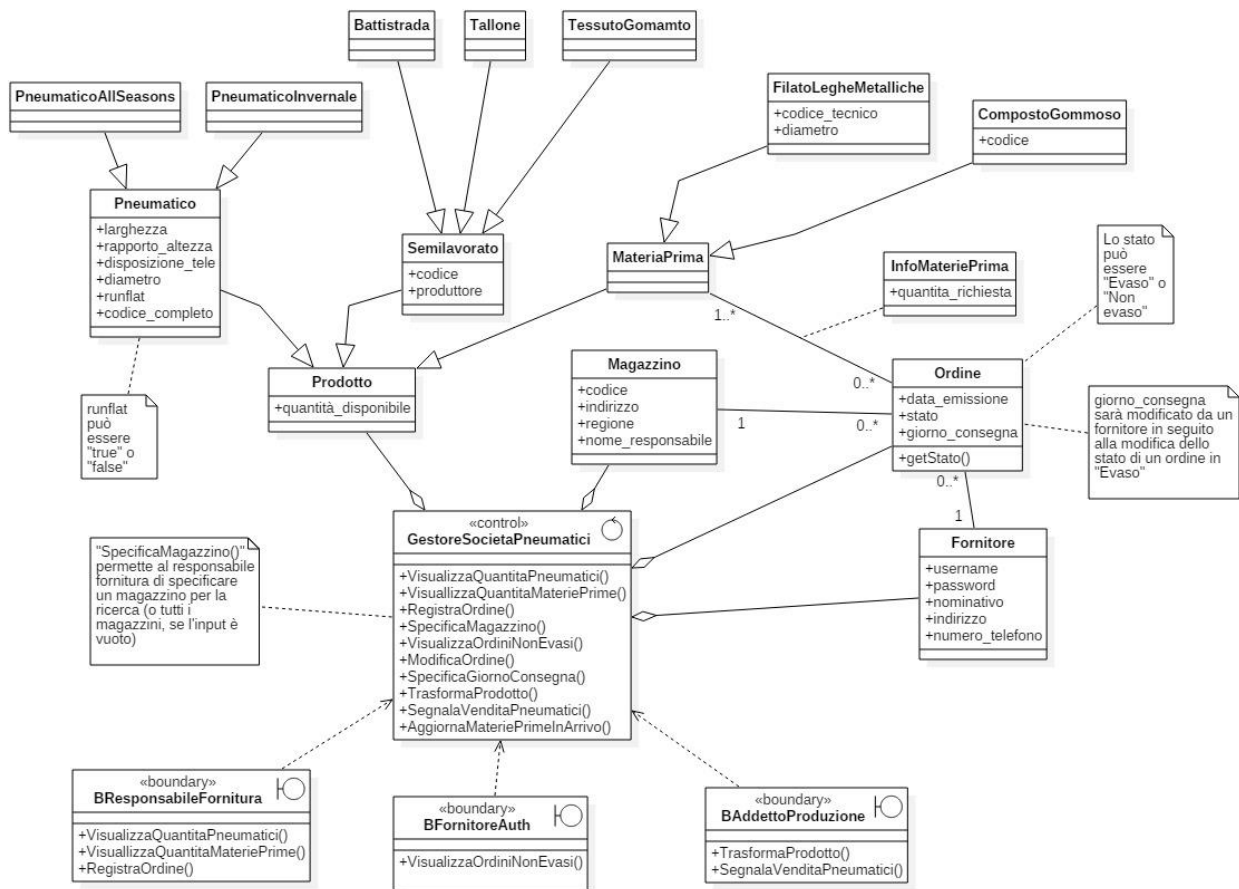 Battistrada
Tallone
TessutoGomamto
PneumaticoAllSeasons
PneumaticoInvernale
FilatoLegheMetalliche
+codice_tecnico
+diametro
CompostoGommoso
+codice
Pneumatico
+larghezza
+rapporto_altezza
+disposizione_tele
+diametro
+runflat
+codice_completo
Semilavorato
+codice
+produttore
MateriaPrima
InfoMateriePrima
+quantita_richiesta
Lo stato
può
essere
"Evaso" o
"Non
evaso"
1..*
0..*
runflat
può
essere
"true" o
"false"
Prodotto
+quantità_disponibile
Magazzino
+codice
+indirizzo
+regione
+nome_responsabile
1
0..*
Ordine
+data_emissione
+stato
+giorno_consegna
+getStato()
giorno_consegna
sarà modificato da un
fornitore in seguito
alla modifica dello
stato di un ordine in
"Evaso"
0..*
1
"SpecificaMagazzino()"
permette al responsabile
fornitura di specificare
un magazzino per la
ricerca (o tutti i
magazzini, se l'input è
vuoto)
«control»
GestoreSocietaPneumatici
+VisualizzaQuantitaPneumatici()
+VisuallizzaQuantitaMateriePrime()
+RegistraOrdine()
+SpecificaMagazzino()
+VisualizzaOrdiniNonEvasi()
+ModificaOrdine()
+SpecificaGiornoConsegna()
+TrasformaProdotto()
+SegnalaVenditaPneumatici()
+AggiornaMateriePrimeInArrivo()
Fornitore
+username
+password
+nominativo
+indirizzo
+numero_telefono
«boundary»
BResponsabileFornitura
+VisualizzaQuantitaPneumatici()
+VisuallizzaQuantitaMateriePrime()
+RegistraOrdine()
«boundary»
BFornitoreAuth
+VisualizzaOrdiniNonEvasi()
«boundary»
BAddettoProduzione
+TrasformaProdotto()
+SegnalaVenditaPneumatici()